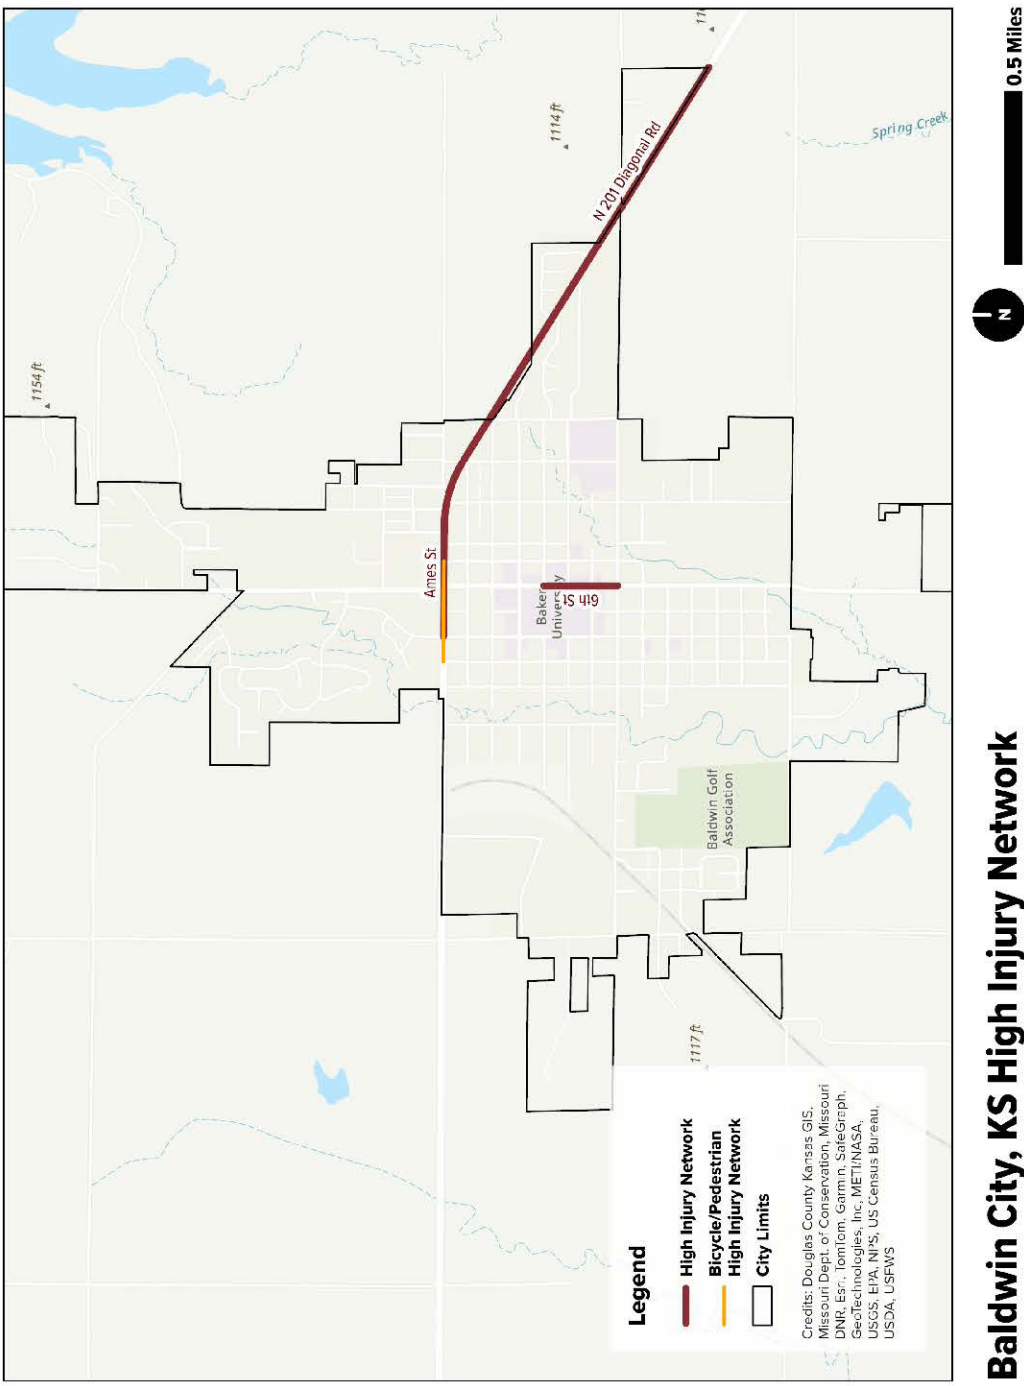 1154 ft
1114 ft
11
Spring Creek
N 201 Diagonal Rd
Ames St
6th St
Baker
University
Baldwin Golf
Association
1117 ft
Legend
High Injury Network
Bicycle/Pedestrian
High Injury Network
City Limits
Credits: Douglas County Kansas GIS,
Missouri Dept. of Conservation, Missouri
DNR, Esri, TomTom, Garmin, SafeGraph,
GeoTechnologies, Inc, METI/NASA,
USGS, EPA, NPS, US Census Bureau,
USDA, USFWS
Baldwin City, KS High Injury Network
N
0.5 Miles